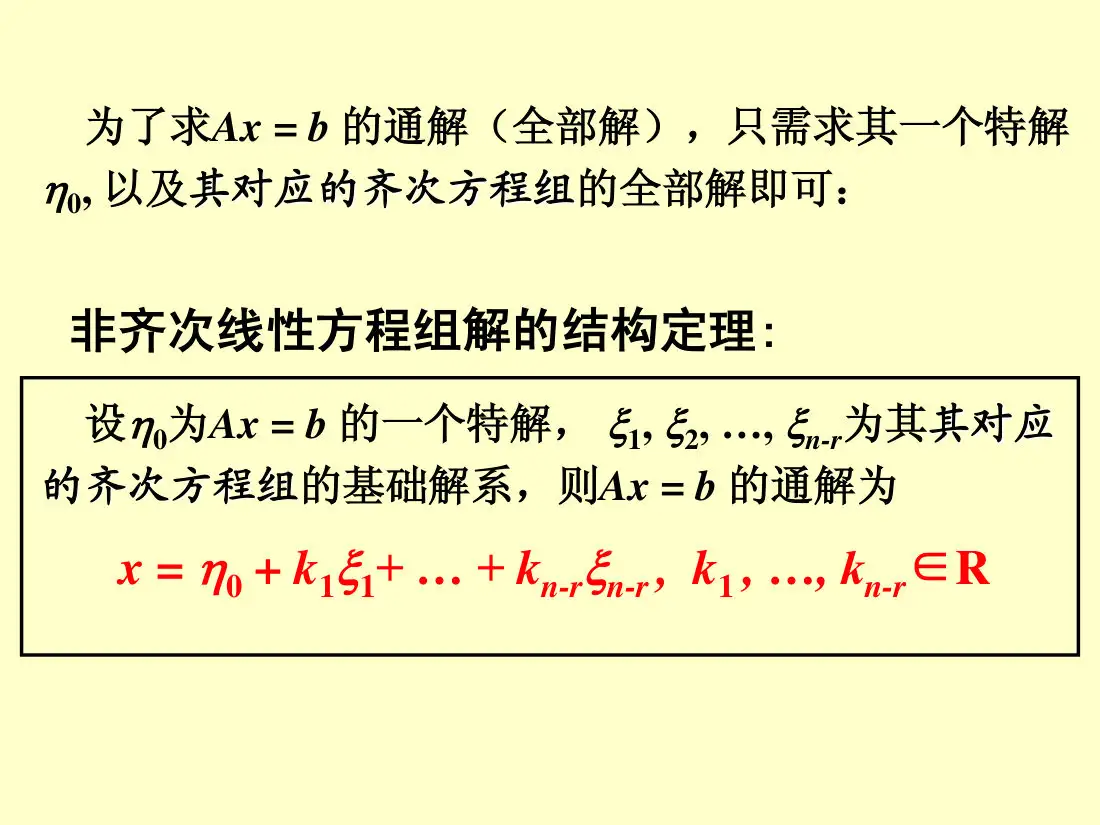 为了求Ax = b 的通解（全部解），只需求其一个特解
η0, 以及其对应的齐次方程组的全部解即可：
非齐次线性方程组解的结构定理：
设η0为Ax = b 的一个特解， ξ1, ξ2, …, ξn-r为其其对应
的齐次方程组的基础解系，则Ax = b 的通解为
x = η0 + k1ξ1+ … + kn-rξn-r , k1 , …, kn-r∈R